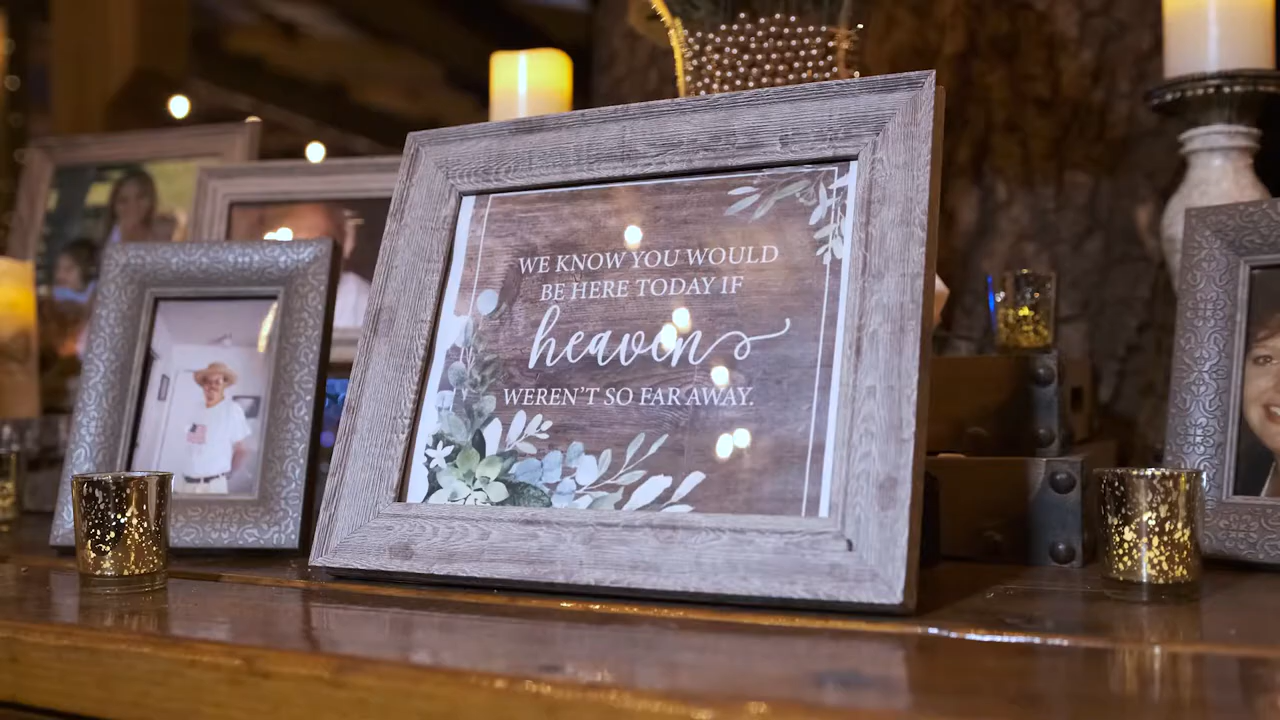 WE KNOW YOU WOULD
BE HERE TODAY IF
heaven
WEREN'T SO FAR AWAY.